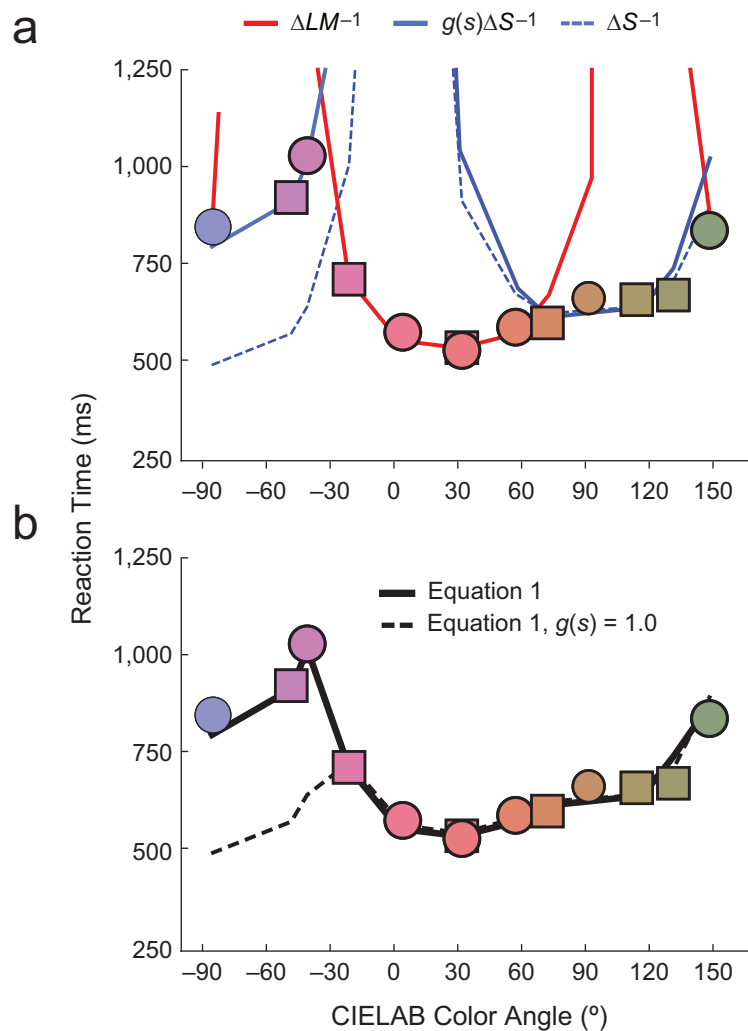 a
ΔLM⁻¹ g(s)ΔS⁻¹ ΔS⁻¹
1,250
1,000
750
500
250
–90 –60 –30 0 30 60 90 120 150
Reaction Time (ms)
b
1,250
1,000
750
500
250
Equation 1
Equation 1, g(s) = 1.0
–90 –60 –30 0 30 60 90 120 150
CIELAB Color Angle (º)